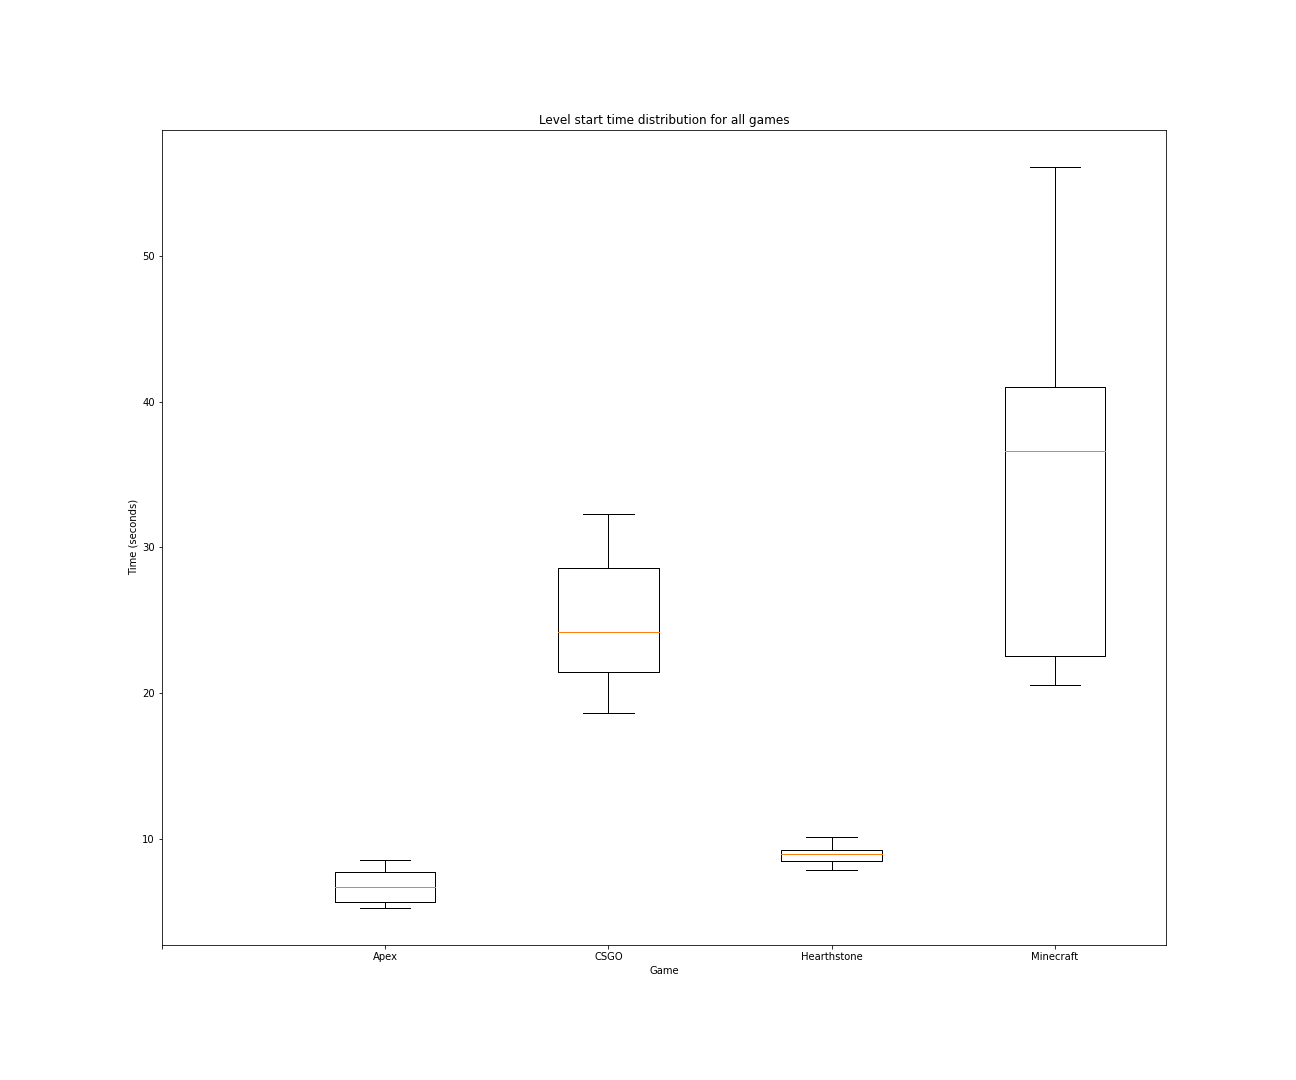 Level start time distribution for all games
50
40
30
20
10
Time (seconds)
Apex CSGO Hearthstone Minecraft
Game